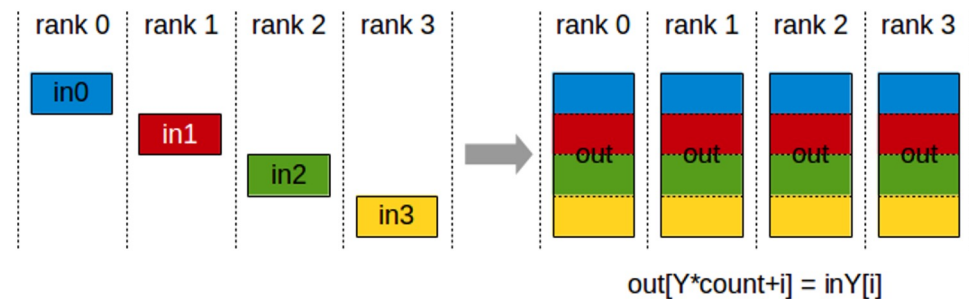 rank 0 rank 1 rank 2 rank 3 rank 0 rank 1 rank 2 rank 3
in0
in1
out out out out
in2
in3
out[Y*count+i] = inY[i]